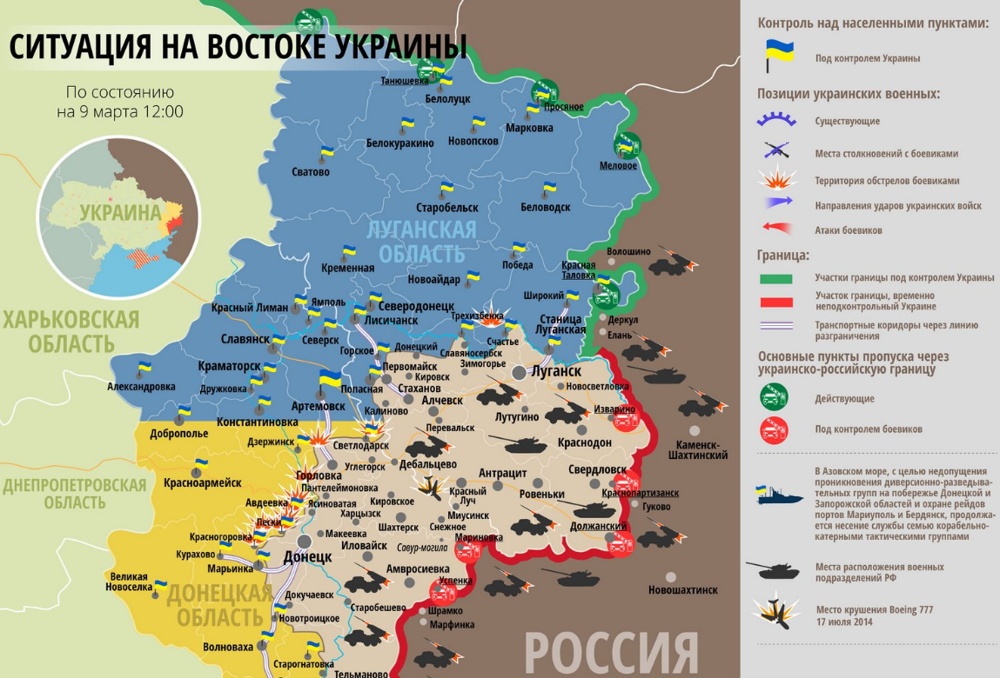 СИТУАЦИЯ НА ВОСТОКЕ УКРАИНЫ
По состоянию
на 9 марта 12:00
УКРАИНА
ХАРЬКОВСКАЯ
ОБЛАСТЬ
ДНЕПРОПЕТРОВСКАЯ
ОБЛАСТЬ
ЛУГАНСКАЯ
ОБЛАСТЬ
ДОНЕЦКАЯ
ОБЛАСТЬ
РОССИЯ
Танюшевка
Белолуцк
Просяное
Марковка
Белокуракино
Новопсков
Меловое
Сватово
Старобельск
Беловодск
Волошино
Кременная
Победа
Красная
Таловка
Новоайдар
Широкий
Красный Лиман
Ямполь
Северодонецк
Лисичанск
Трехизбенка
Станица
Луганская
Деркул
Елань
Славянск
Северск
Горское
Донецкий
Славяносербск
Счастье
Зимогорье
Краматорск
Первомайск
Кировск
Луганск
Александровка
Дружковка
Попасная
Стаханов
Новосветловка
Артемовск
Калиново
Алчевск
Изварино
Константиновка
Лутугино
Доброполье
Перевальск
Краснодон
Каменск-
Шахтинский
Дзержинск
Светлодарск
Углегорск
Дебальцево
Красноармейск
Горловка
Антрацит
Свердловск
Пантелеймоновка
Красный
Луч
Ровеньки
Краснопартизанск
Авдеевка
Ясиноватая
Кировское
Гуково
Харцызск
Миусинск
Пески
Шахтерск
Снежное
Должанский
Красногоровка
Макеевка
Мариновка
Курахово
Донецк
Иловайск
Савур-могила
Марьинка
Амвросиевка
Успенка
Великая
Новоселка
Новошахтинск
Докучаевск
Старобешево
Шрамко
Новотроицкое
Марфинка
Волноваха
Старогнатовка
Тельманово
Контроль над населенными пунктами:
Под контролем Украины
Позиции украинских военных:
Существующие
Места столкновений с боевиками
Территория обстрелов боевиками
Направления ударов украинских войск
Атаки боевиков
Граница:
Участки границы под контролем Украины
Участок границы, временно
неподконтрольный Украине
Транспортные коридоры через линию
разграничения
Основные пункты пропуска через
украинско-российскую границу
Действующие
Под контролем боевиков
В Азовском море, с целью недопущения
проникновения диверсионно-разведыва-
тельных групп на побережье Донецкой и
Запорожской областей и охране рейдов
портов Мариуполь и Бердянск, продолжа-
ется несение службы семью корабельно-
катерными тактическими группами
Места расположения военных
подразделений РФ
Место крушения Boeing 777
17 июля 2014